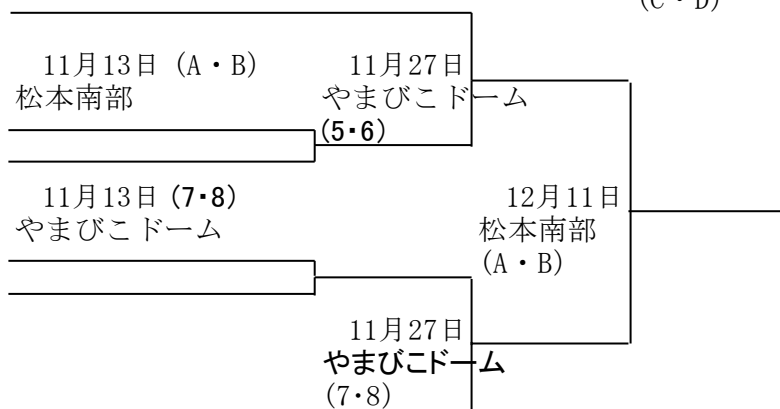 (C・D)
11月13日 (A・B)
松本南部
11月27日
やまびこドーム
(5・6)
11月13日 (7・8)
やまびこドーム
12月11日
松本南部
(A・B)
11月27日
やまびこドーム
(7・8)